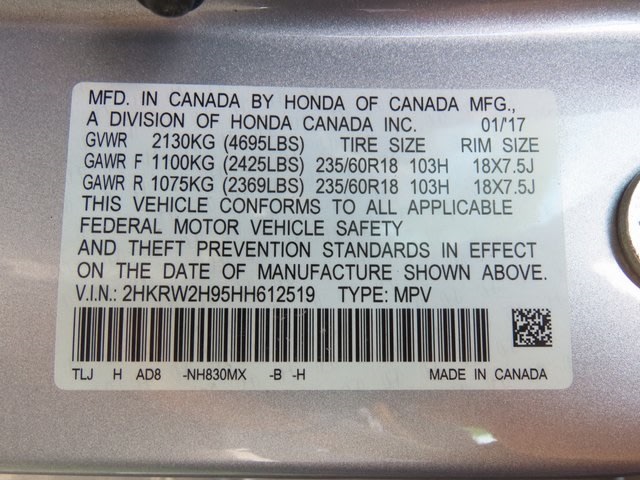 MFD. IN CANADA BY HONDA OF CANADA MFG.,
A DIVISION OF HONDA CANADA INC. 01/'17
GVWR 2130KG (4695LBS) TIRE SIZE RIM SIZE
GAWR F 1100KG (2425LBS) 235/60R18 103H 18X7.5J
GAWR R 1075KG (2369LBS) 235/60R18 103H 18X7.5J
THIS VEHICLE CONFORMS TO ALL APPLICABLE
FEDERAL MOTOR VEHICLE SAFETY
AND THEFT PREVENTION STANDARDS IN EFFECT
ON THE DATE OF MANUFACTURE SHOWN ABOVE.
V.I.N.: 2HKRW2H95HH612519 TYPE: MPV
TLJ H AD8 -NH830MX -B -H MADE IN CANADA